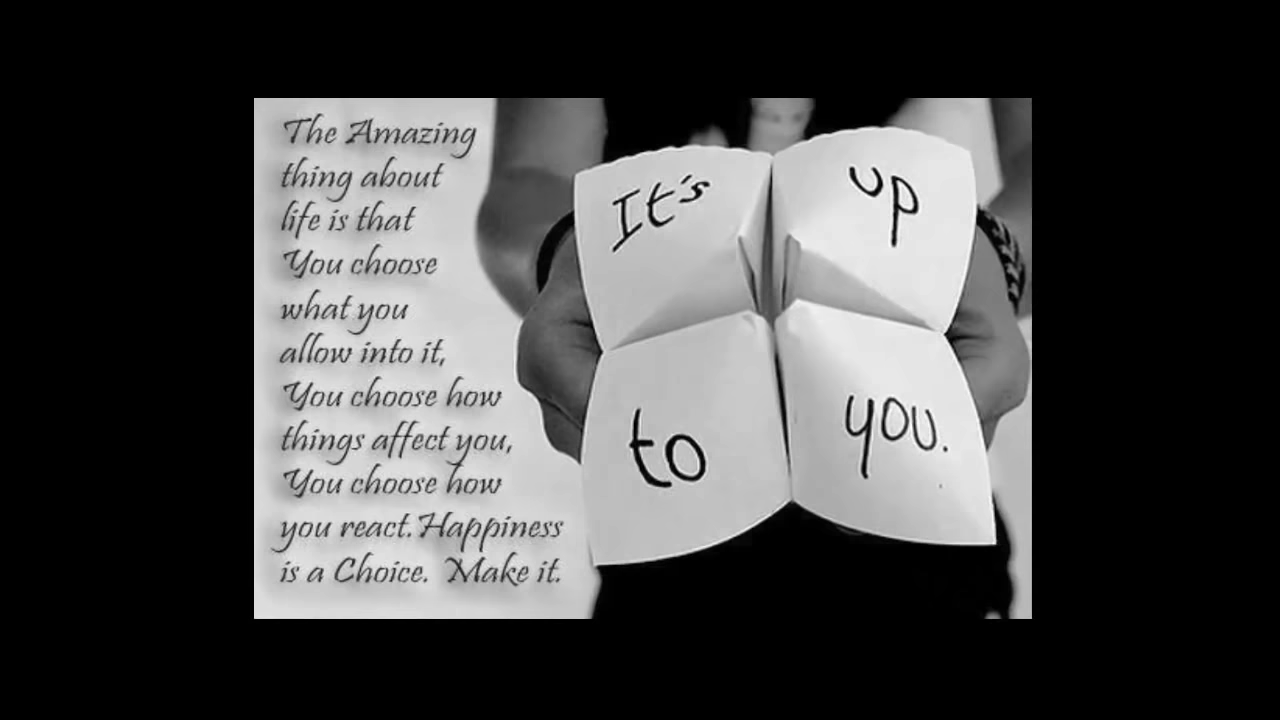 The Amazing
thing about
life is that
You choose
what you
allow into it,
You choose how
things affect you,
You choose how
you react. Happiness
is a Choice. Make it.
It's up
to you.